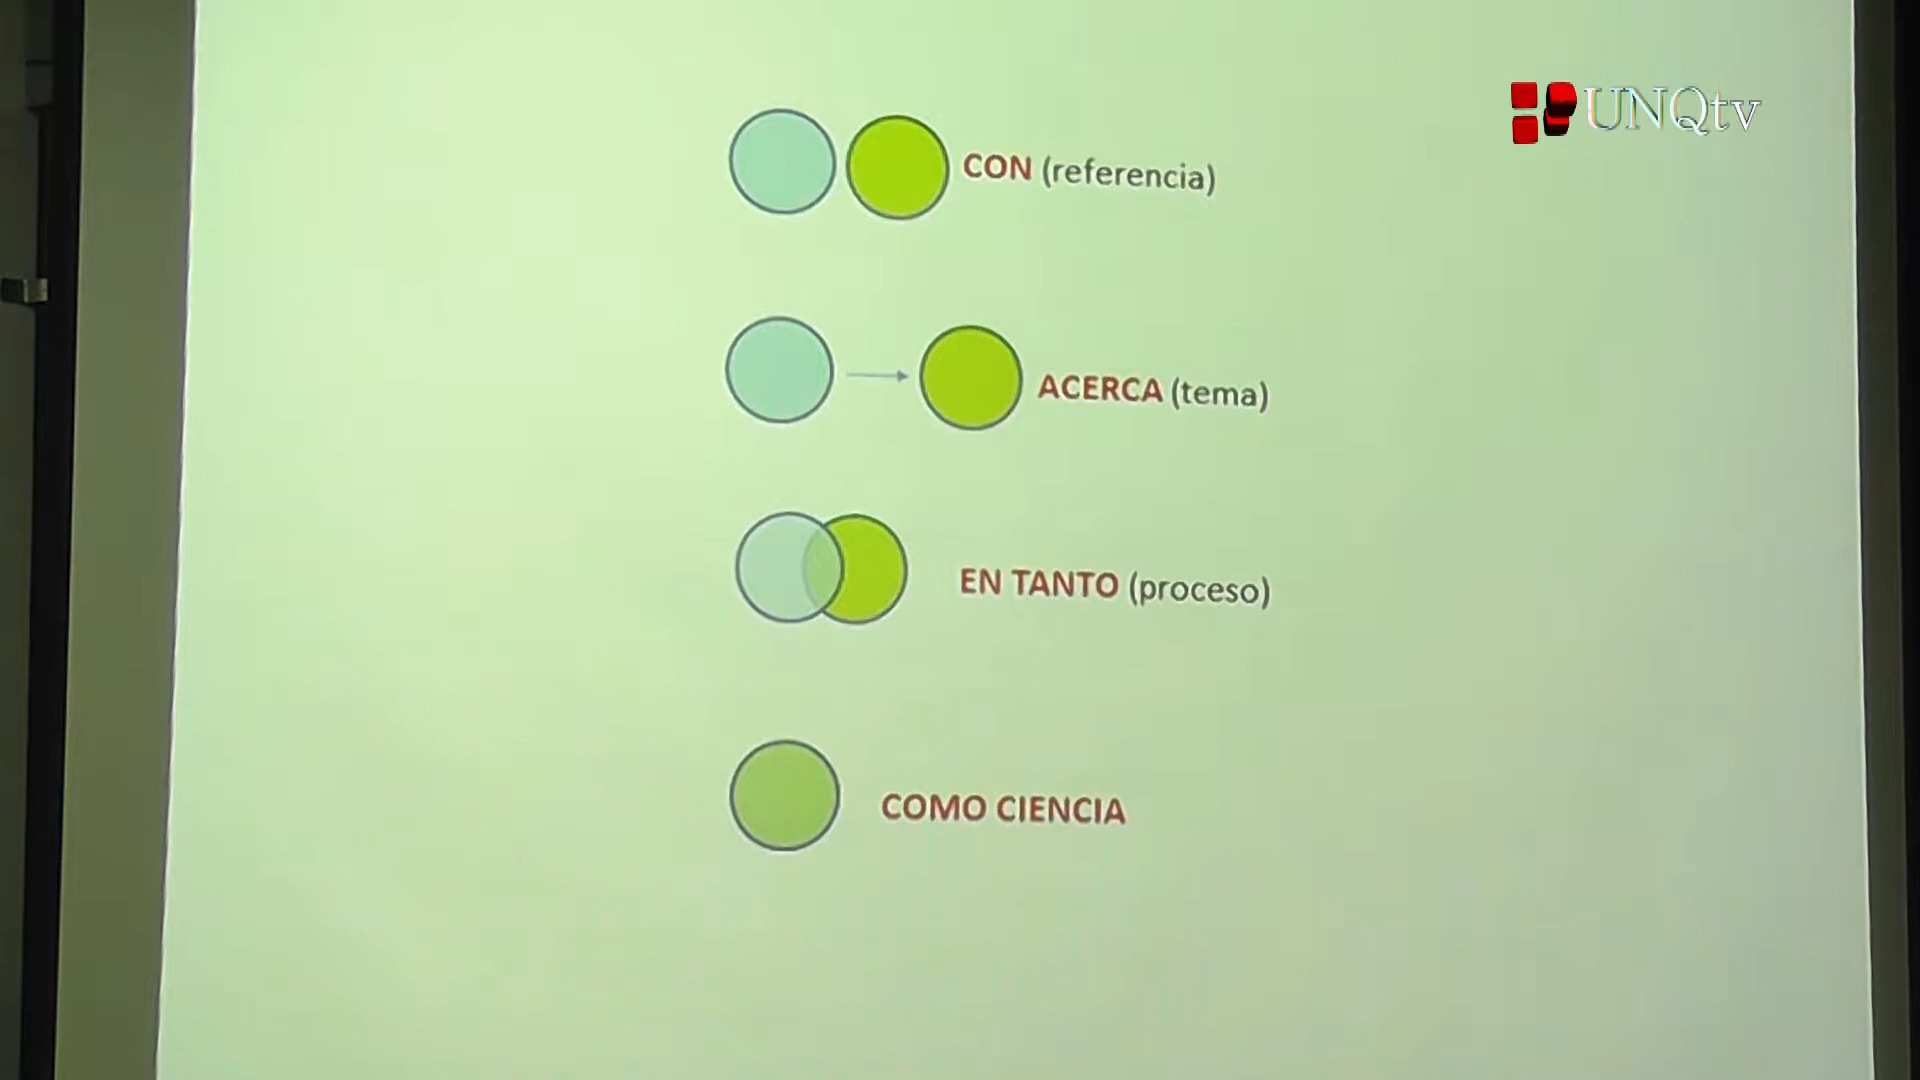 UNQtv
CON (referencia)
ACERCA (tema)
EN TANTO (proceso)
COMO CIENCIA